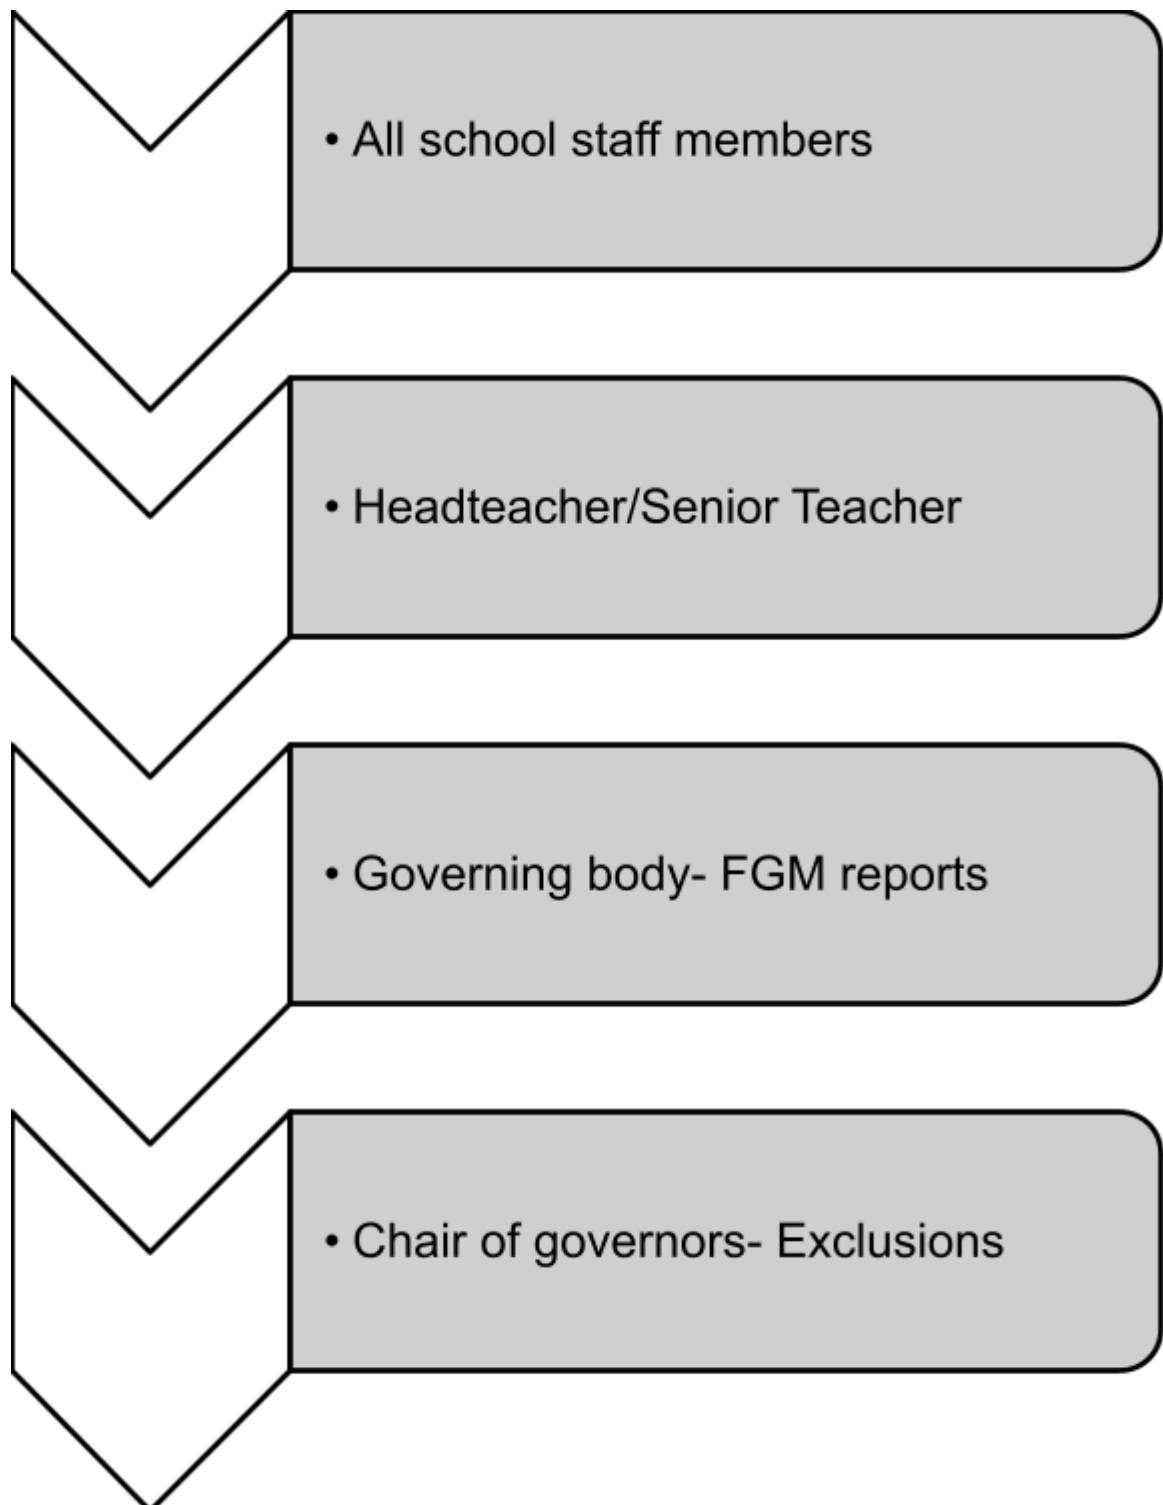 • All school staff members
• Headteacher/Senior Teacher
• Governing body- FGM reports
• Chair of governors- Exclusions